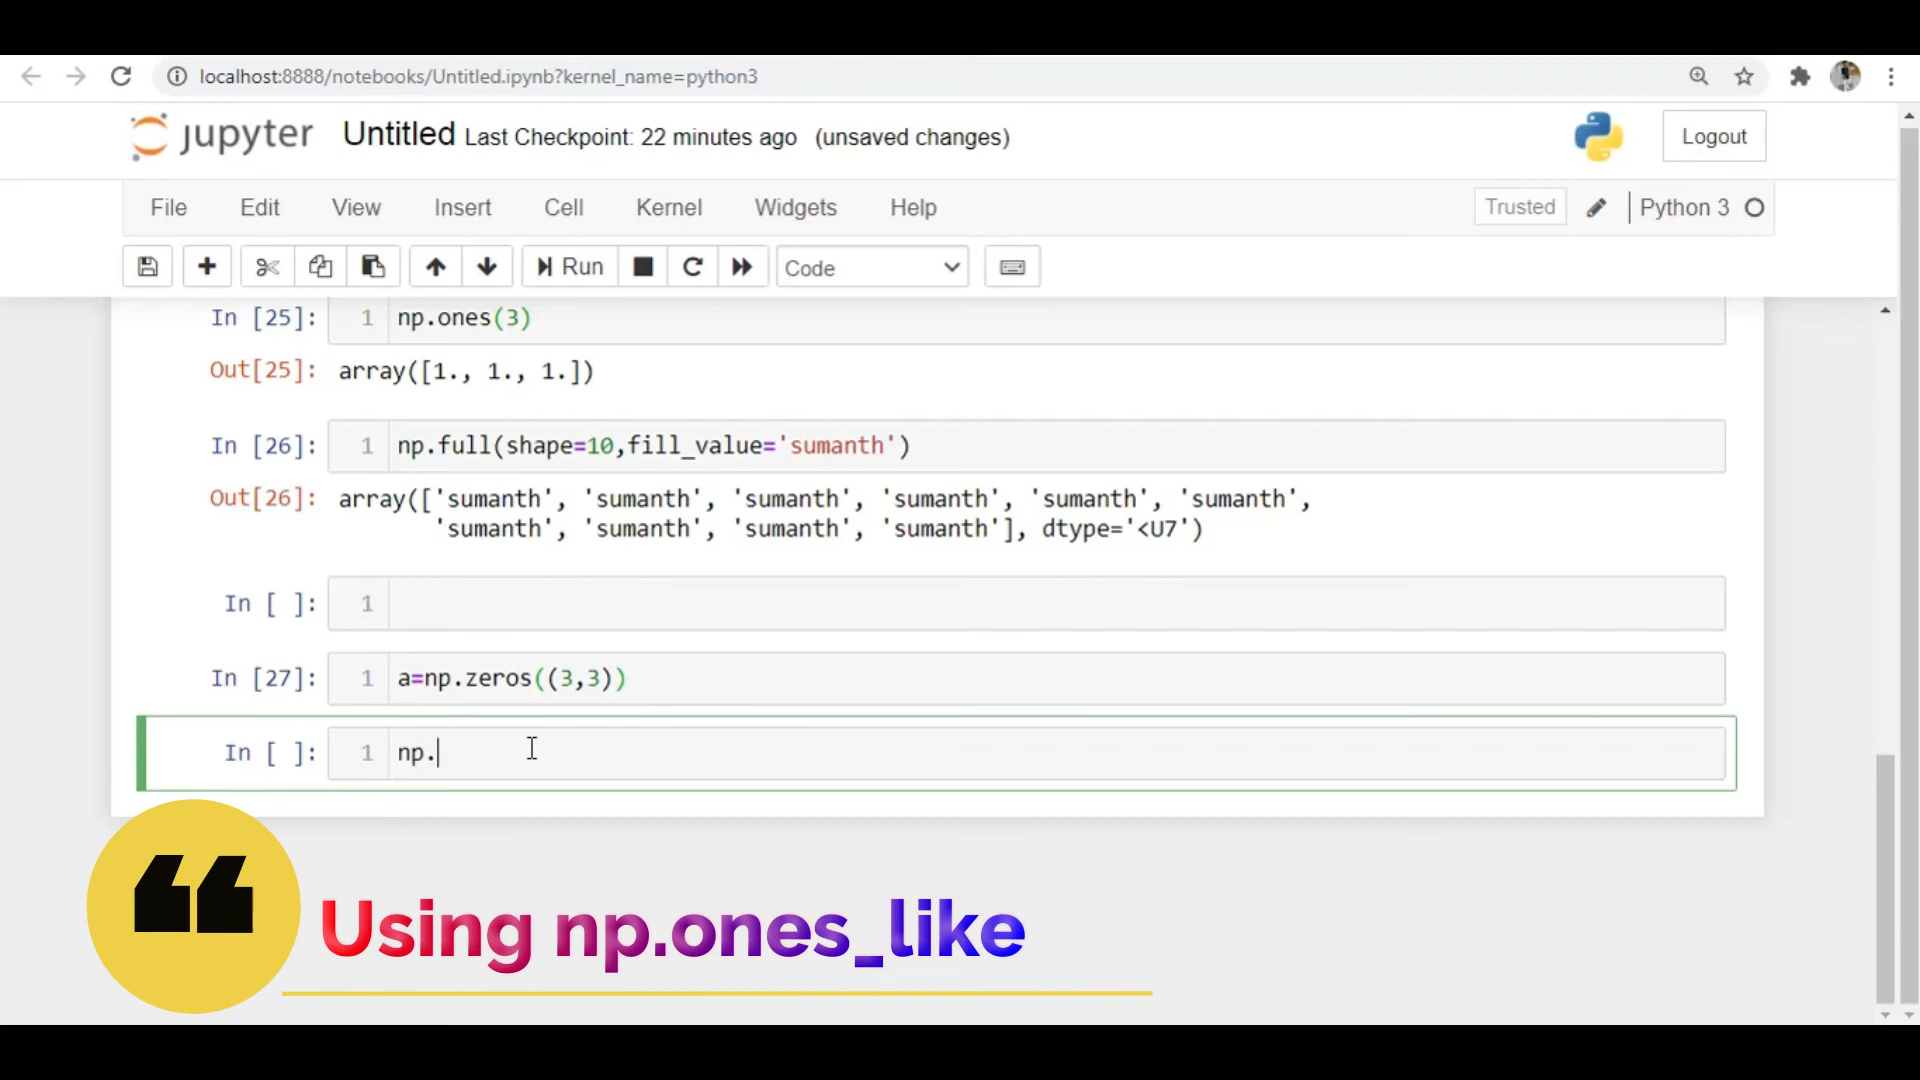 localhost:8888/notebooks/Untitled.ipynb?kernel_name=python3
jupyter Untitled Last Checkpoint: 22 minutes ago (unsaved changes) Logout
File Edit View Insert Cell Kernel Widgets Help Trusted Python 3
Run Code
In [25]: 1 np.ones(3)
Out[25]: array([1., 1., 1.])
In [26]: 1 np.full(shape=10,fill_value='sumanth')
Out[26]: array(['sumanth', 'sumanth', 'sumanth', 'sumanth', 'sumanth', 'sumanth',
'sumanth', 'sumanth', 'sumanth', 'sumanth'], dtype='<U7')
In [ ]: 1
In [27]: 1 a=np.zeros((3,3))
In [ ]: 1 np.
“ Using np.ones_like